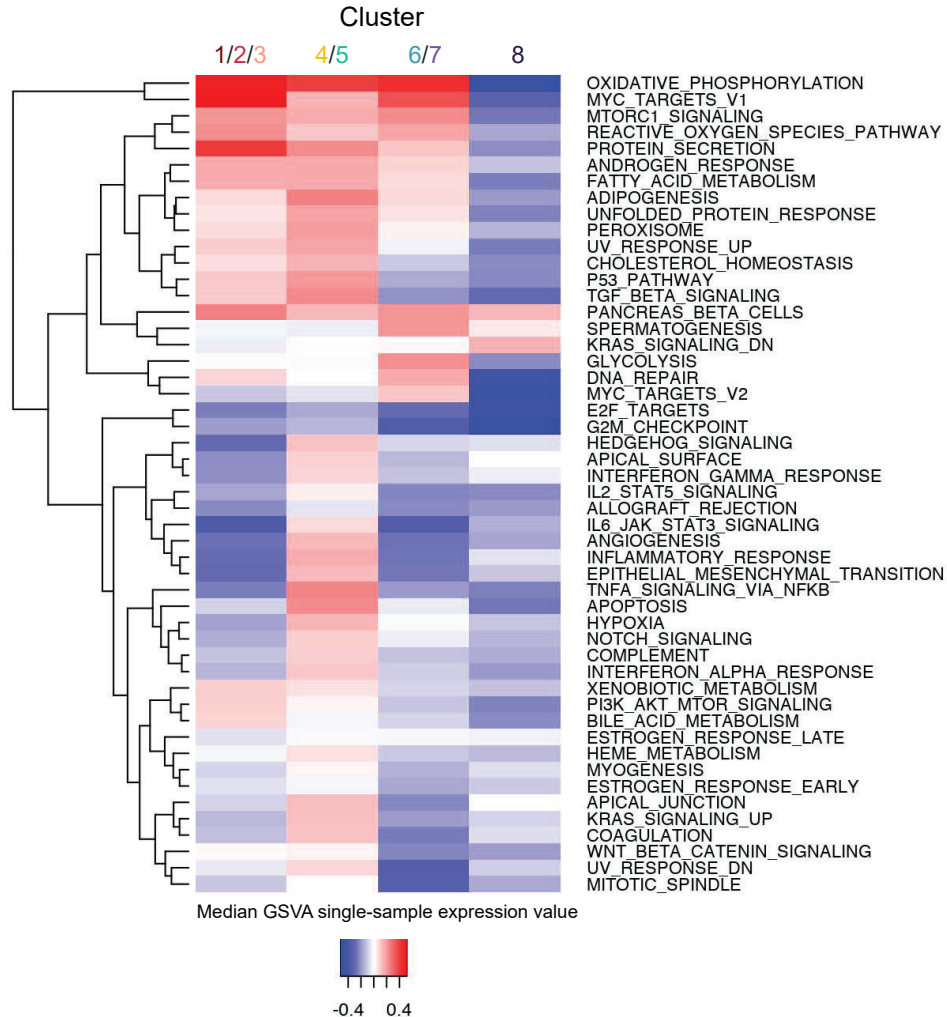 Cluster
1/2/3 4/5 6/7 8
OXIDATIVE_PHOSPHORYLATION
MYC_TARGETS_V1
MTORC1_SIGNALING
REACTIVE_OXYGEN_SPECIES_PATHWAY
PROTEIN_SECRETION
ANDROGEN_RESPONSE
FATTY_ACID_METABOLISM
ADIPOGENESIS
UNFOLDED_PROTEIN_RESPONSE
PEROXISOME
UV_RESPONSE_UP
CHOLESTEROL_HOMEOSTASIS
P53_PATHWAY
TGF_BETA_SIGNALING
PANCREAS_BETA_CELLS
SPERMATOGENESIS
KRAS_SIGNALING_DN
GLYCOLYSIS
DNA_REPAIR
MYC_TARGETS_V2
E2F_TARGETS
G2M_CHECKPOINT
HEDGEHOG_SIGNALING
APICAL_SURFACE
INTERFERON_GAMMA_RESPONSE
IL2_STAT5_SIGNALING
ALLOGRAFT_REJECTION
IL6_JAK_STAT3_SIGNALING
ANGIOGENESIS
INFLAMMATORY_RESPONSE
EPITHELIAL_MESENCHYMAL_TRANSITION
TNFA_SIGNALING_VIA_NFKB
APOPTOSIS
HYPOXIA
NOTCH_SIGNALING
COMPLEMENT
INTERFERON_ALPHA_RESPONSE
XENOBIOTIC_METABOLISM
PI3K_AKT_MTOR_SIGNALING
BILE_ACID_METABOLISM
ESTROGEN_RESPONSE_LATE
HEME_METABOLISM
MYOGENESIS
ESTROGEN_RESPONSE_EARLY
APICAL_JUNCTION
KRAS_SIGNALING_UP
COAGULATION
WNT_BETA_CATENIN_SIGNALING
UV_RESPONSE_DN
MITOTIC_SPINDLE
Median GSVA single-sample expression value
-0.4 0.4